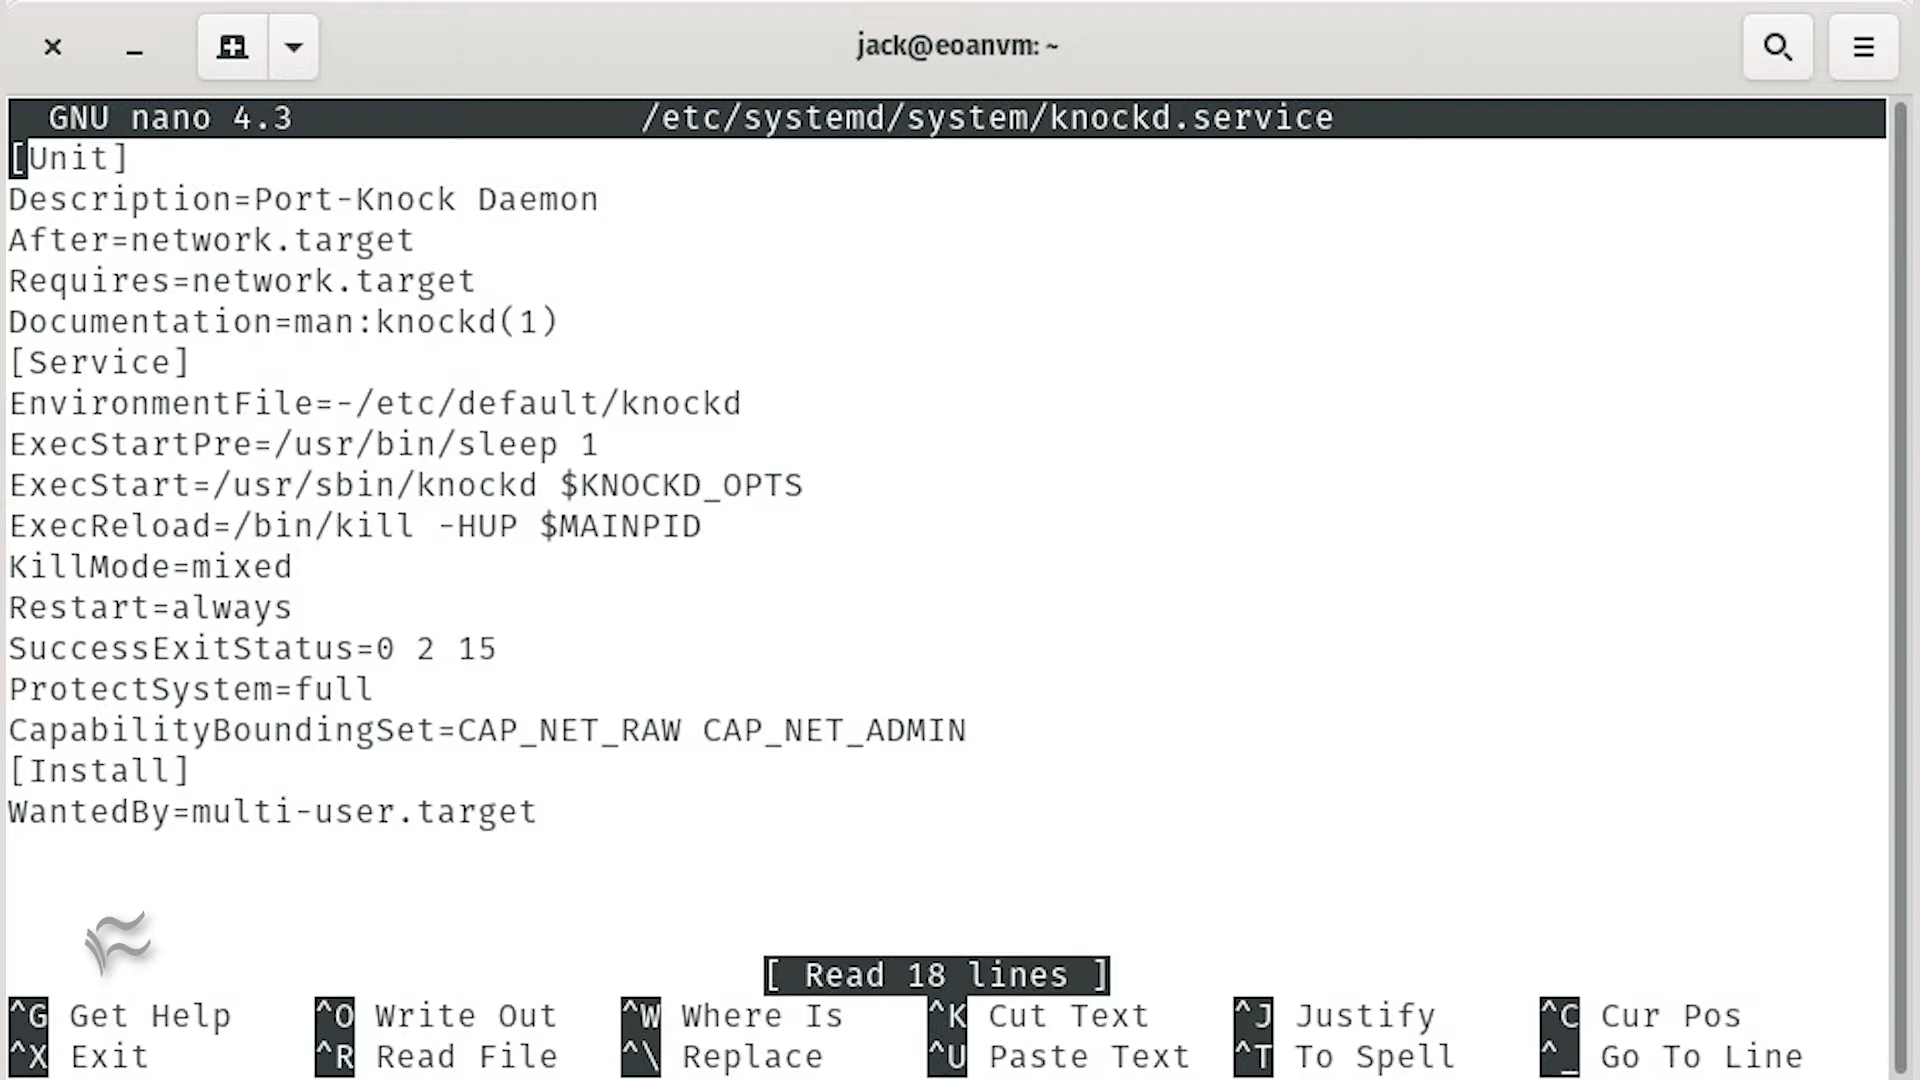 jack@eoanvm: ~
GNU nano 4.3 /etc/systemd/system/knockd.service
[Unit]
Description=Port-Knock Daemon
After=network.target
Requires=network.target
Documentation=man:knockd(1)
[Service]
EnvironmentFile=-/etc/default/knockd
ExecStartPre=/usr/bin/sleep 1
ExecStart=/usr/sbin/knockd $KNOCKD_OPTS
ExecReload=/bin/kill -HUP $MAINPID
KillMode=mixed
Restart=always
SuccessExitStatus=0 2 15
ProtectSystem=full
CapabilityBoundingSet=CAP_NET_RAW CAP_NET_ADMIN
[Install]
WantedBy=multi-user.target
[ Read 18 lines ]
^G Get Help ^O Write Out ^W Where Is ^K Cut Text ^J Justify ^C Cur Pos
^X Exit ^R Read File ^\ Replace ^U Paste Text ^T To Spell ^_ Go To Line